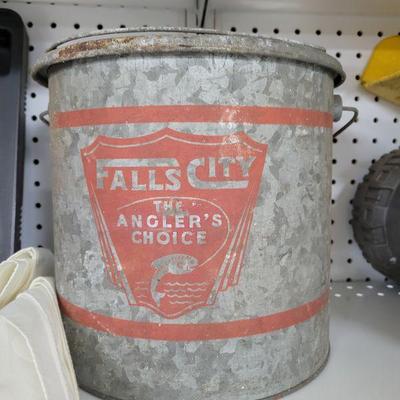 FALLS CITY
THE
ANGLER'S
CHOICE